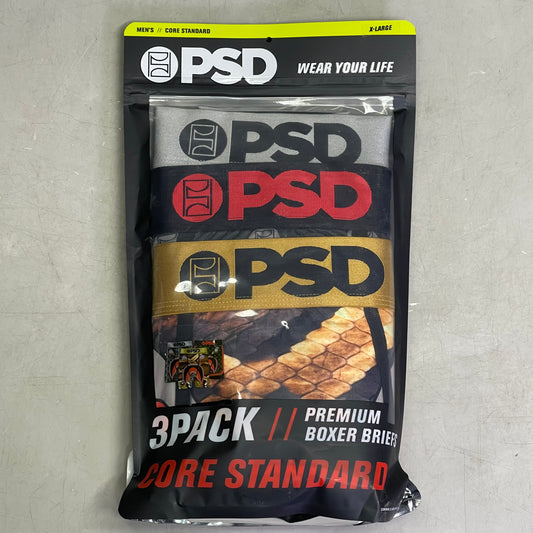 MEN'S // CORE STANDARD
X-LARGE
PSD
WEAR YOUR LIFE
PSD
PSD
PSD
3PACK // PREMIUM
BOXER BRIEFS
CORE STANDARD